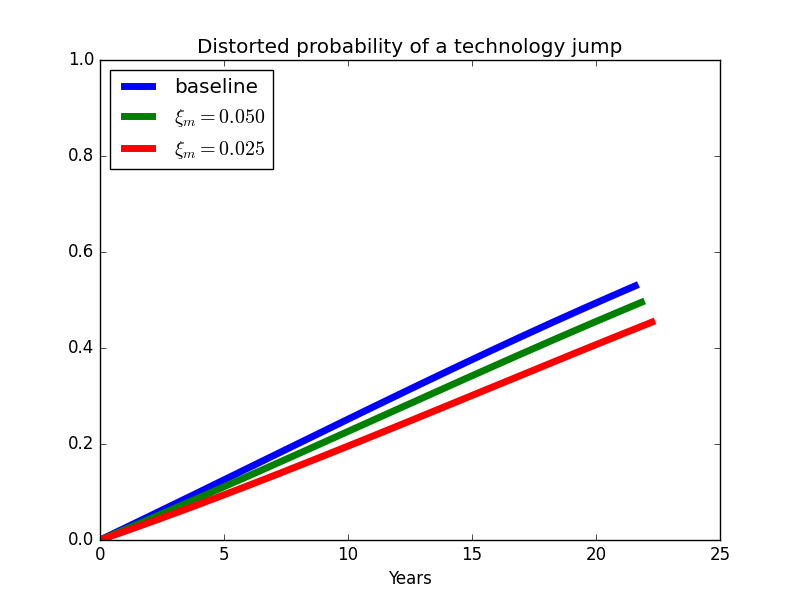 Distorted probability of a technology jump
1.0
baseline
ξm = 0.050
ξm = 0.025
0.8
0.6
0.4
0.2
0.0
0 5 10 15 20 25
Years